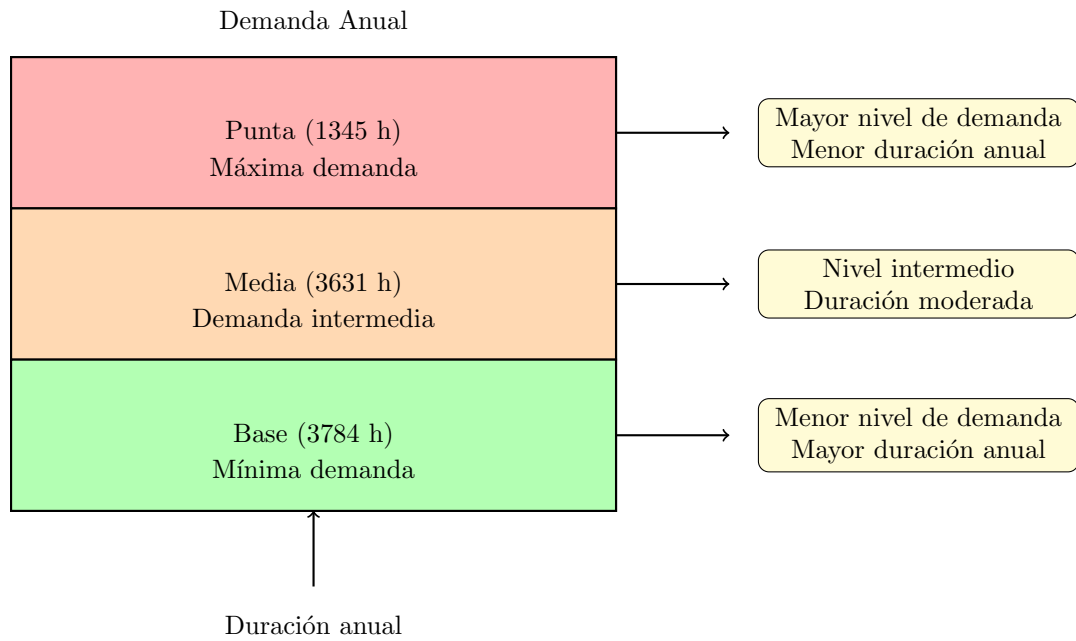 Demanda Anual
Punta (1345 h)
Máxima demanda
Mayor nivel de demanda
Menor duración anual
Media (3631 h)
Demanda intermedia
Nivel intermedio
Duración moderada
Base (3784 h)
Mínima demanda
Menor nivel de demanda
Mayor duración anual
Duración anual